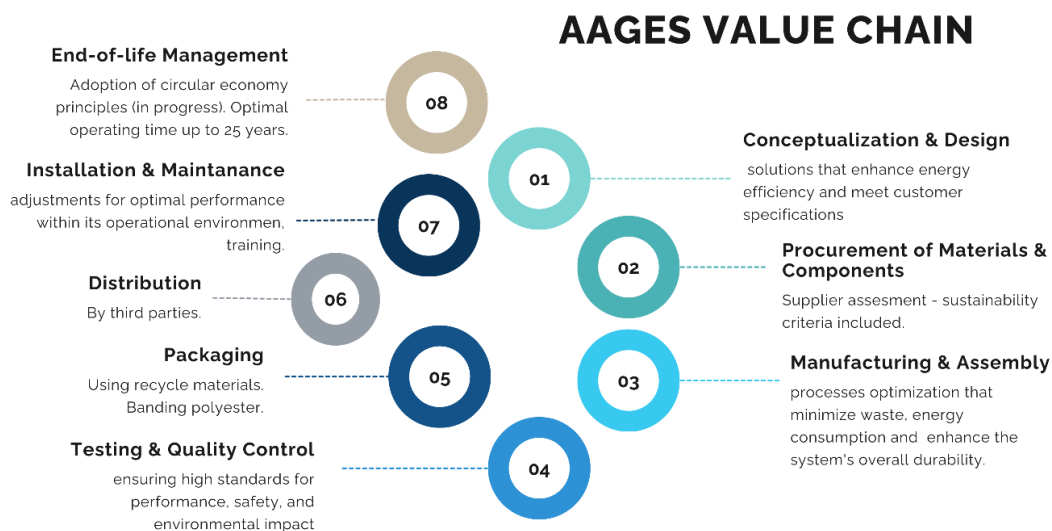 AAGES VALUE CHAIN
01
Conceptualization & Design
solutions that enhance energy
efficiency and meet customer
specifications
02
Procurement of Materials &
Components
Supplier assesment - sustainability
criteria included.
03
Manufacturing & Assembly
processes optimization that
minimize waste, energy
consumption and enhance the
system's overall durability.
04
Testing & Quality Control
ensuring high standards for
performance, safety, and
environmental impact
05
Packaging
Using recycle materials.
Banding polyester.
06
Distribution
By third parties.
07
Installation & Maintanance
adjustments for optimal performance
within its operational environmen,
training.
08
End-of-life Management
Adoption of circular economy
principles (in progress). Optimal
operating time up to 25 years.